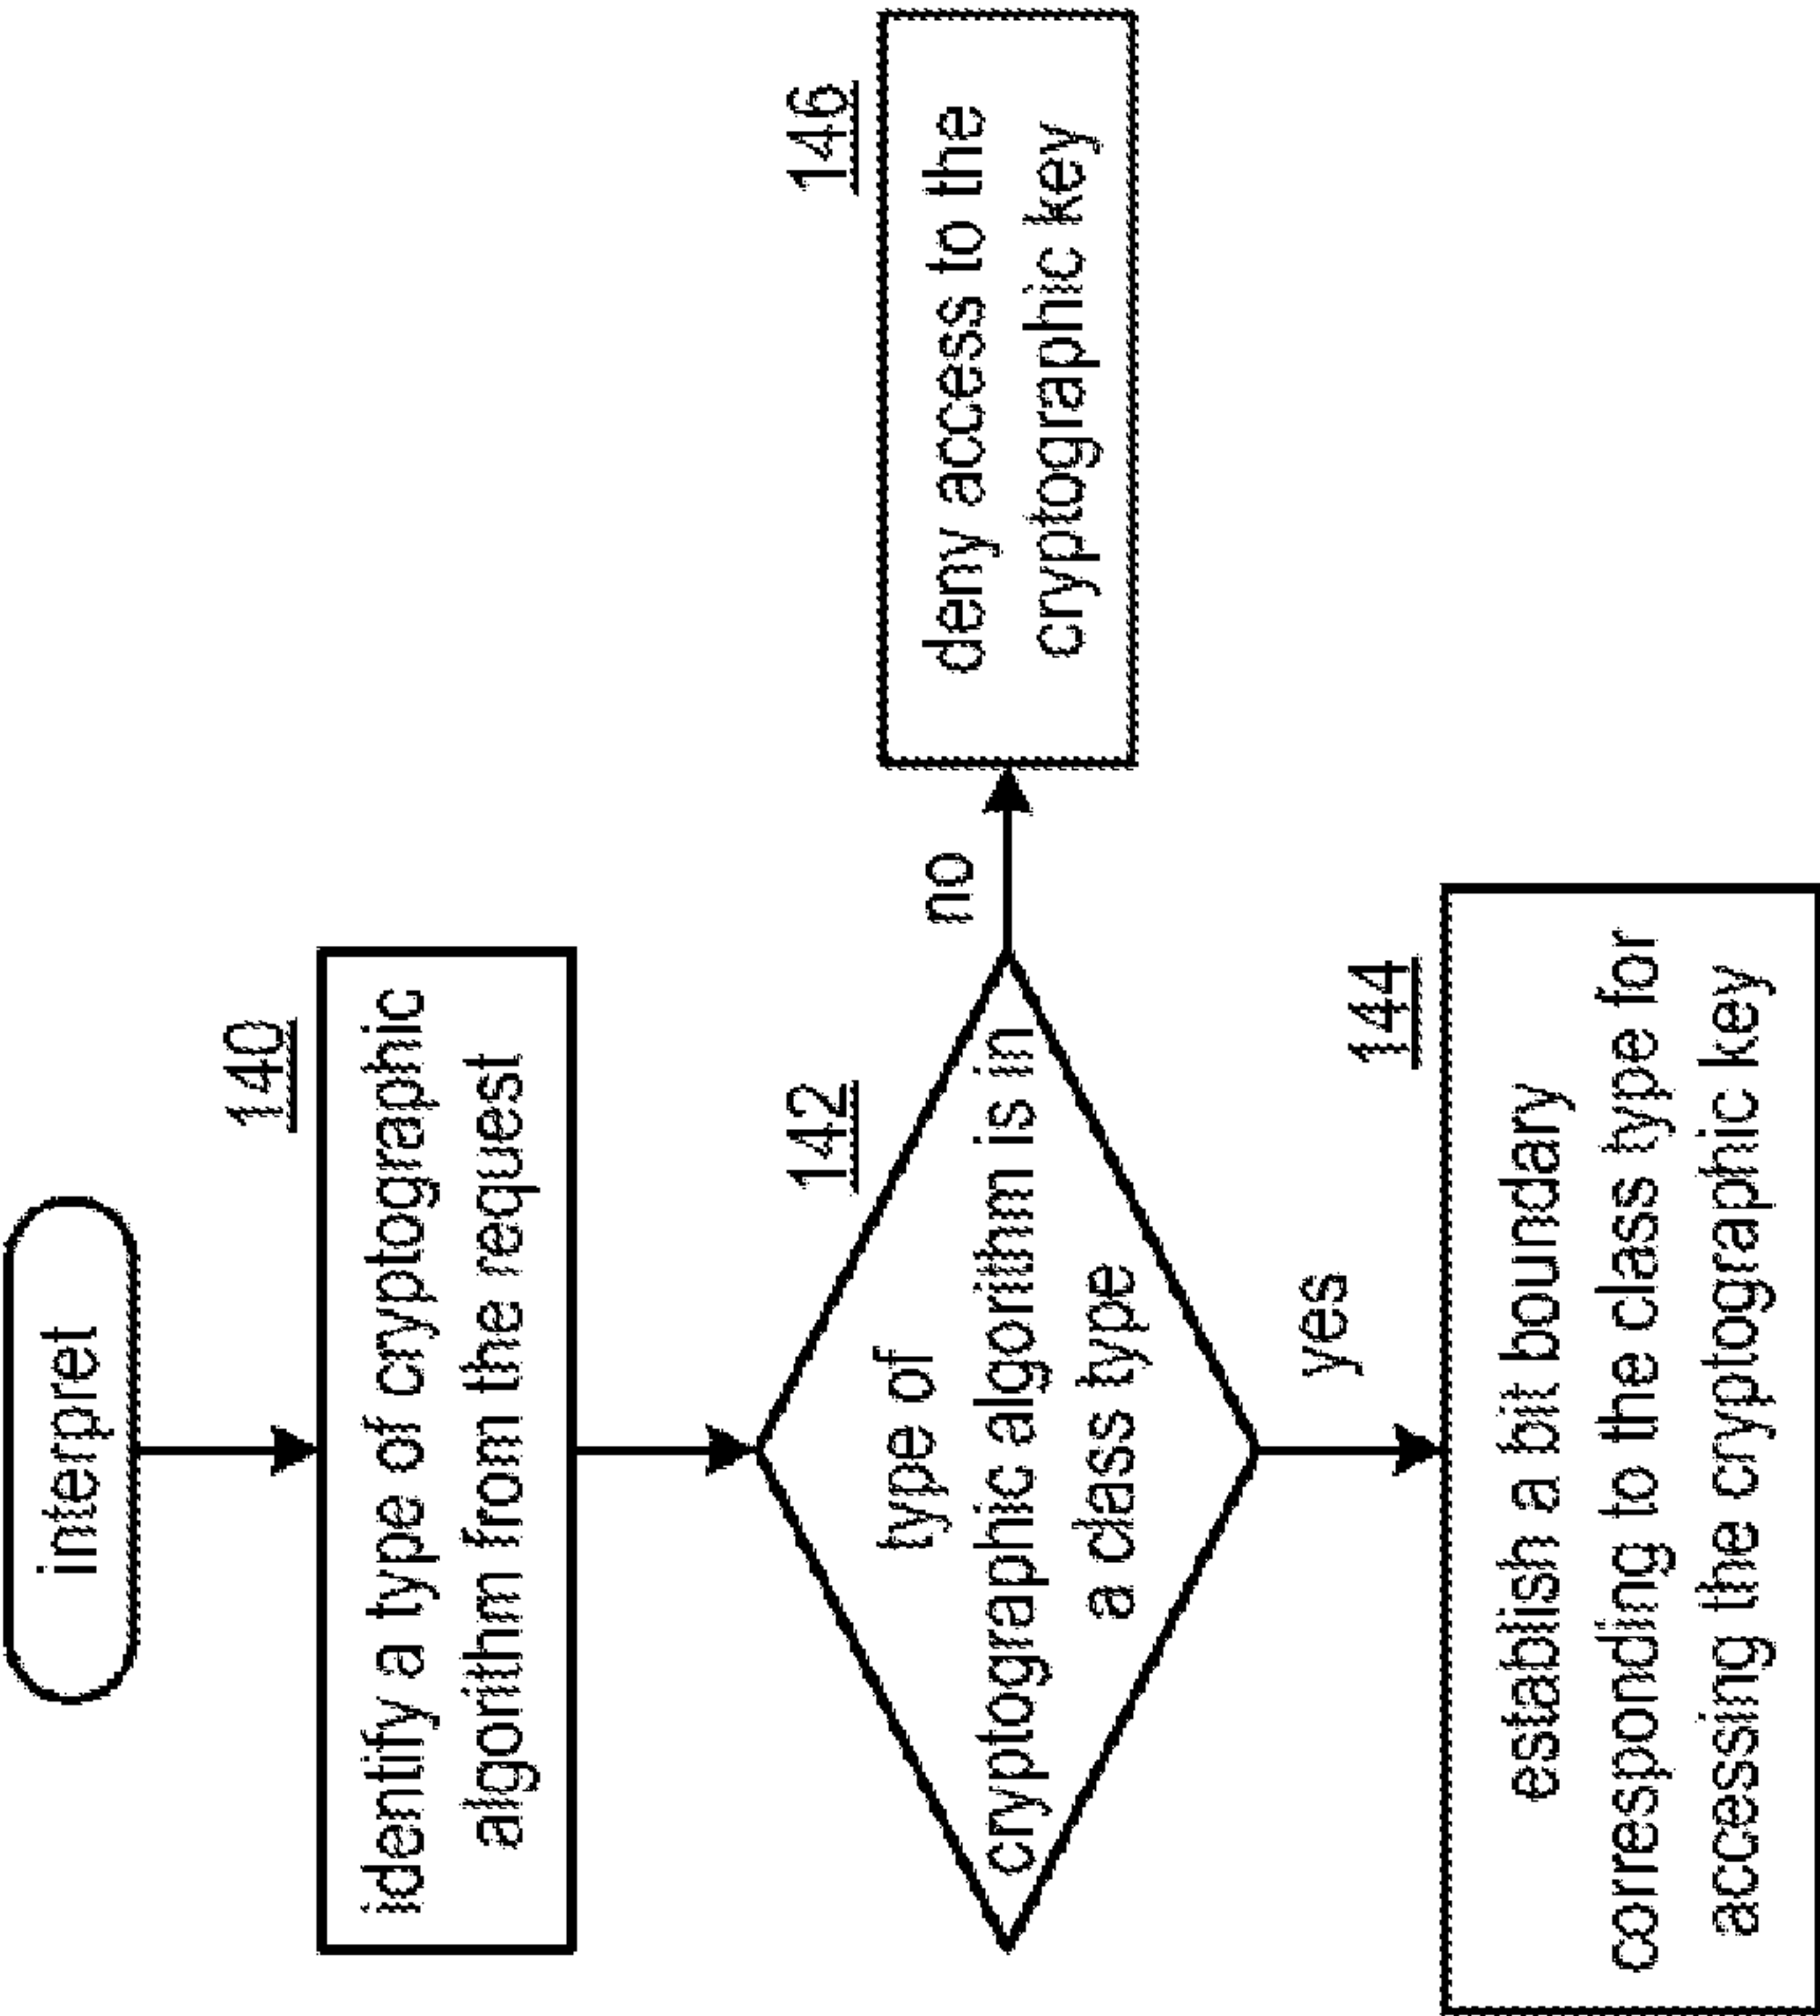 interpret
140
identify a type of cryptographic
algorithm from the request
142
type of
cryptographic algorithm is in
a class type
no
146
deny access to the
cryptographic key
yes
144
establish a bit boundary
corresponding to the class type for
accessing the cryptographic key